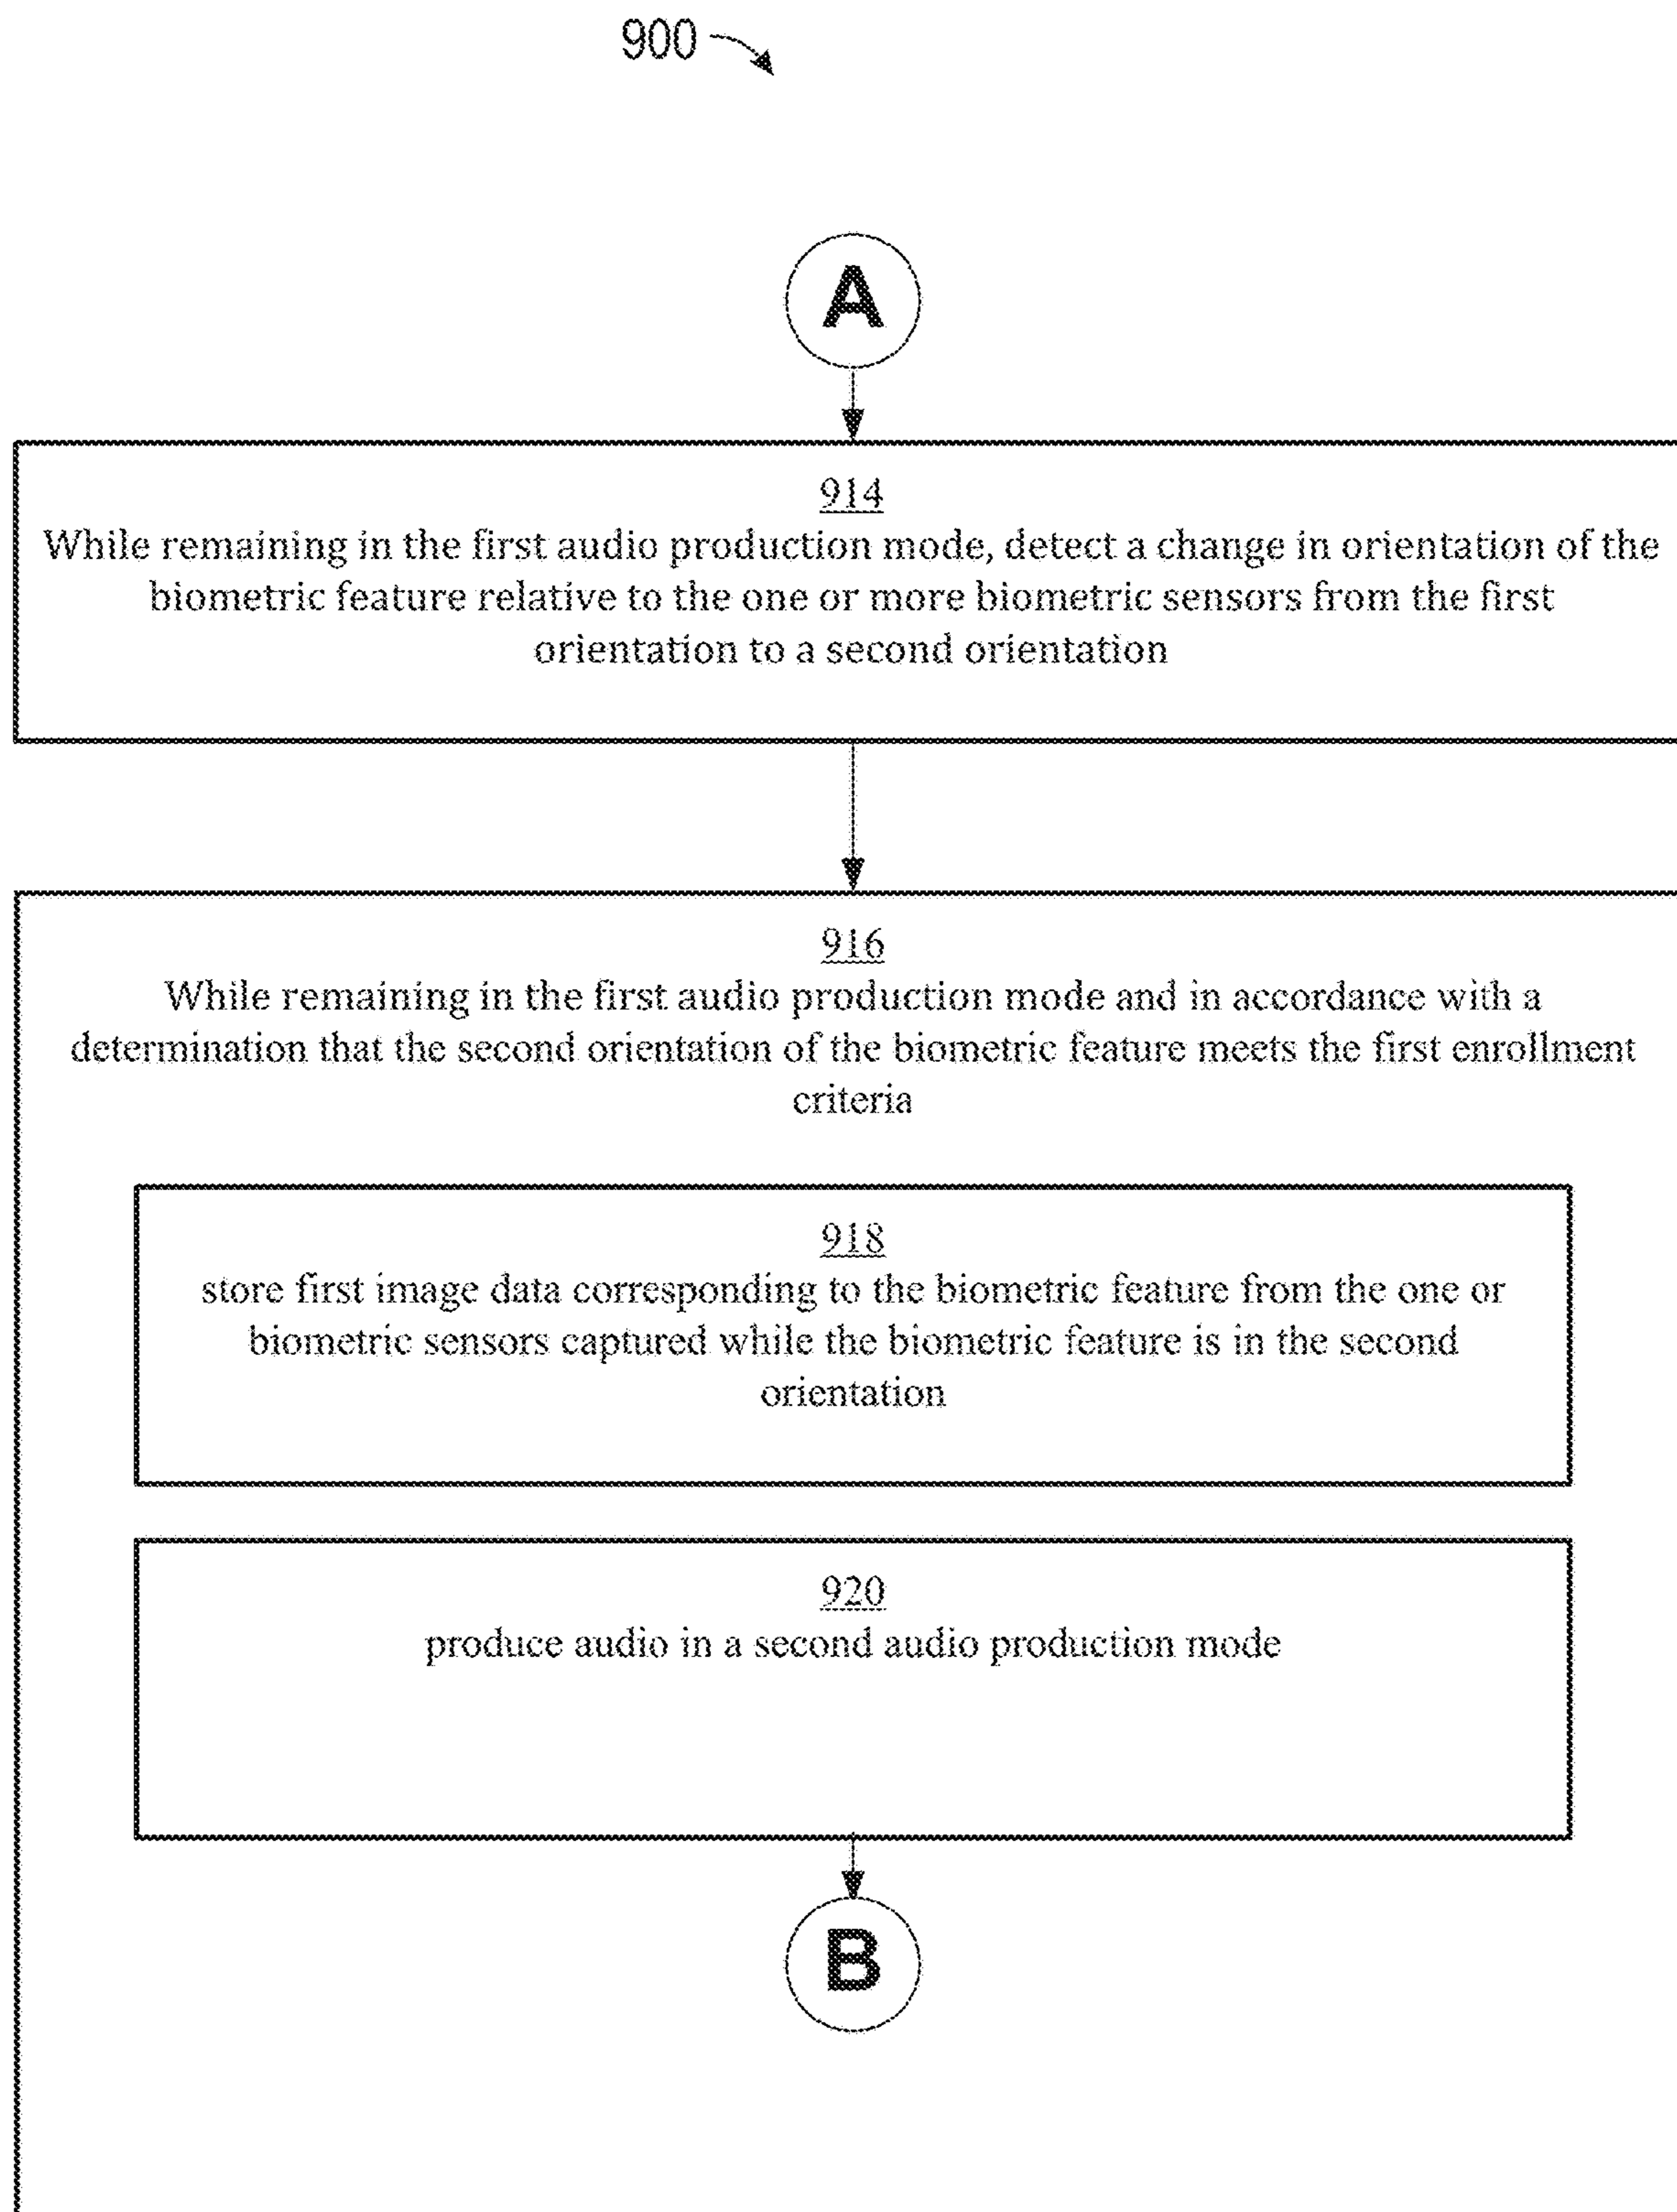 900
A
914
While remaining in the first audio production mode, detect a change in orientation of the
biometric feature relative to the one or more biometric sensors from the first
orientation to a second orientation
916
While remaining in the first audio production mode and in accordance with a
determination that the second orientation of the biometric feature meets the first enrollment
criteria
918
store first image data corresponding to the biometric feature from the one or
biometric sensors captured while the biometric feature is in the second
orientation
920
produce audio in a second audio production mode
B